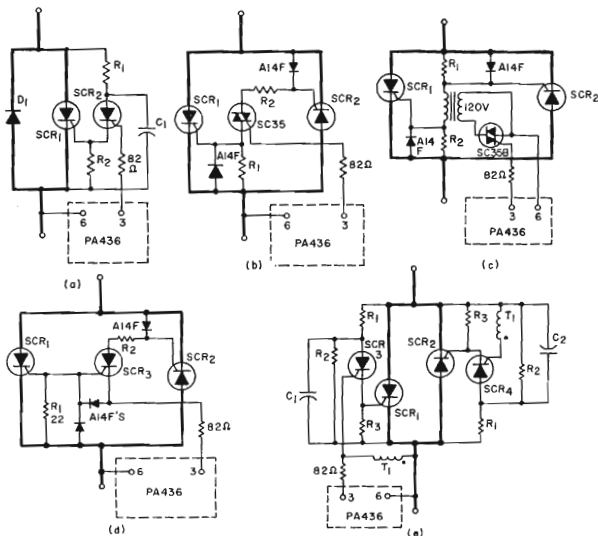 D1
SCR1
SCR2
R1
R2
C1
82
Ω
6
3
PA436
(a)
SCR1
A14F
R2
SC35
SCR2
A14F
R1
82Ω
6
3
PA436
(b)
SCR1
R1
A14F
SCR2
120V
A14
F
R2
SC35B
82Ω
3
6
PA436
(c)
SCR1
A14F
R2
SCR2
SCR3
R1
22
A14F'S
82Ω
6
3
PA436
(d)
C1
R2
R1
SCR
3
SCR1
R3
SCR2
R3
T1
SCR4
R2
C2
R1
82Ω
T1
3
6
PA436
(e)